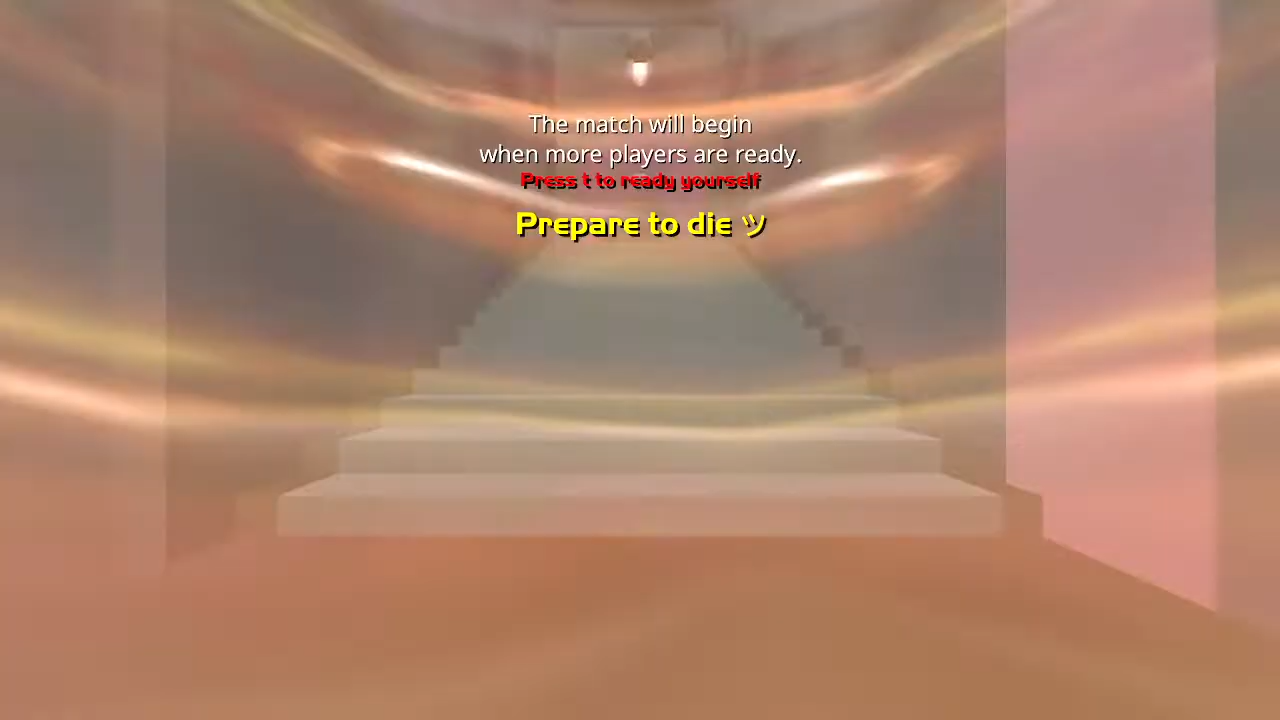 The match will begin
when more players are ready.
Press t to ready yourself
Prepare to die ツ